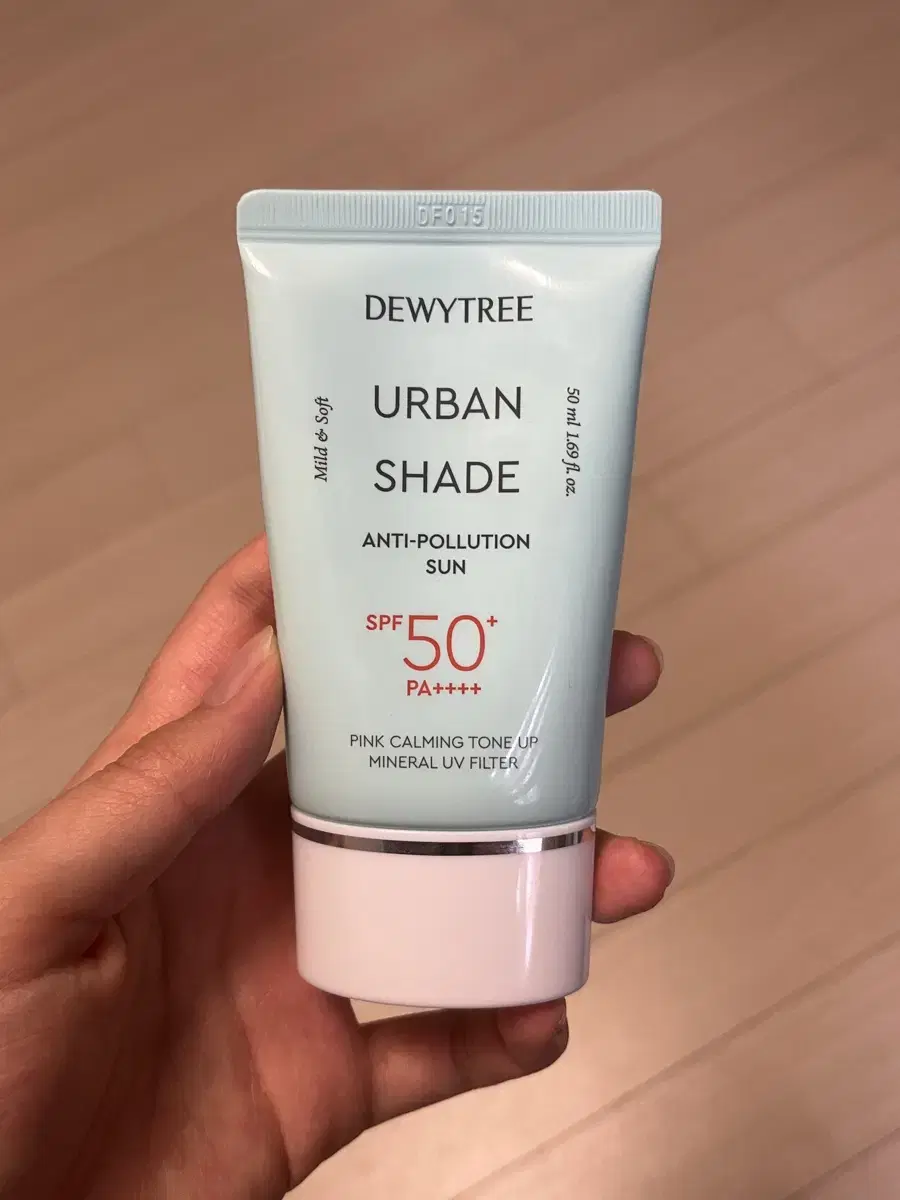 DF015
DEWYTREE
URBAN
SHADE
Mild & Soft
50 ml 1.69 fl. oz.
ANTI-POLLUTION
SUN
SPF 50+
PA++++
PINK CALMING TONE UP
MINERAL UV FILTER